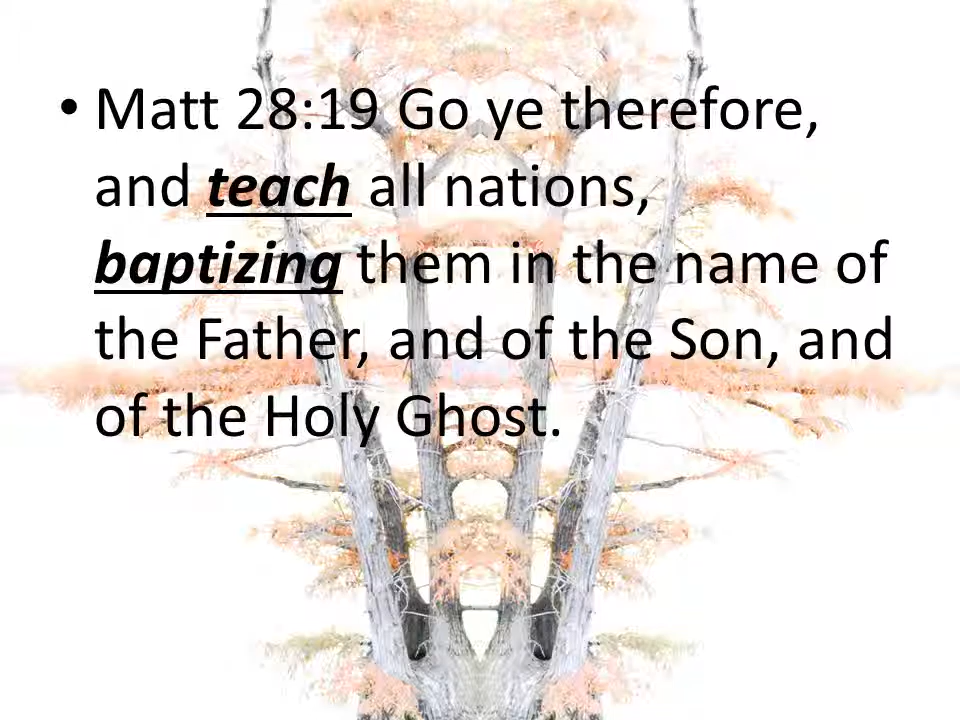 • Matt 28:19 Go ye therefore,
and teach all nations,
baptizing them in the name of
the Father, and of the Son, and
of the Holy Ghost.